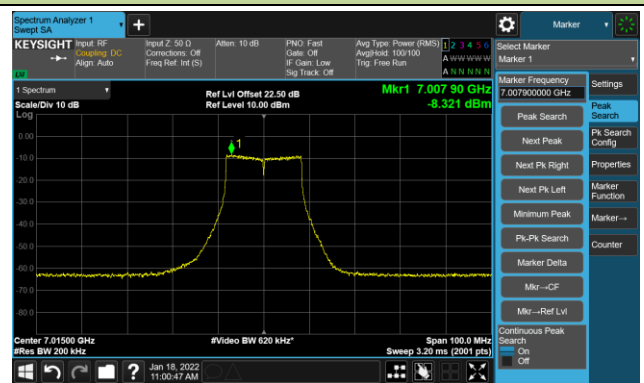 Spectrum Analyzer 1
Swept SA
+
Marker
KEYSIGHT
Input: RF
Coupling: DC
Align: Auto
Input Z: 50 Ω
Corrections: Off
Freq Ref: Int (S)
Atten: 10 dB
PNO: Fast
Gate: Off
IF Gain: Low
Sig Track: Off
Avg Type: Power (RMS)
Avg|Hold: 100/100
Trig: Free Run
1 2 3 4 5 6
A W W W W W
A N N N N N
LW
Select Marker
Marker 1
1 Spectrum
Scale/Div 10 dB
Log
Ref Lvl Offset 22.50 dB
Ref Level 10.00 dBm
Mkr1 7.007 90 GHz
-8.321 dBm
1
0.00
-10.0
-20.0
-30.0
-40.0
-50.0
-60.0
-70.0
-80.0
Center 7.01500 GHz
#Res BW 200 kHz
#Video BW 620 kHz*
Span 100.0 MHz
Sweep 3.20 ms (2001 pts)
Marker Frequency
7.007900000 GHz
Peak Search
Next Peak
Next Pk Right
Next Pk Left
Minimum Peak
Pk-Pk Search
Marker Delta
Mkr→CF
Mkr→Ref Lvl
Continuous Peak
Search
On
Off
Settings
Peak
Search
Pk Search
Config
Properties
Marker
Function
Marker→
Counter
?
Jan 18, 2022
11:00:47 AM